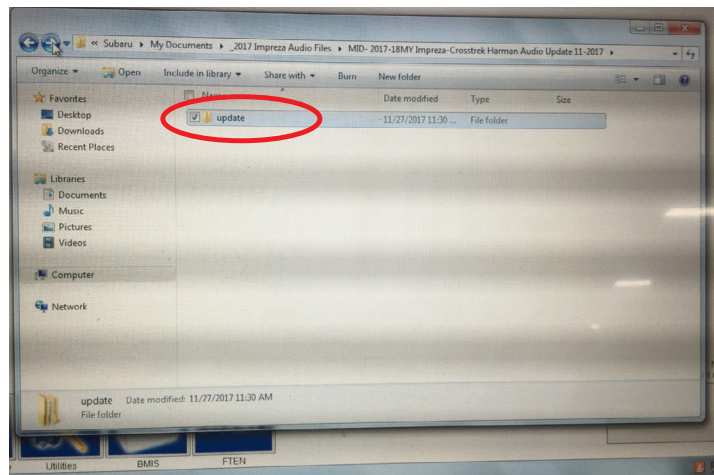 « Subaru ▸ My Documents ▸ _2017 Impreza Audio Files ▸ MID- 2017-18MY Impreza-Crosstrek Harman Audio Update 11-2017 ▸
Organize Open Include in library Share with Burn New folder
Favorites
Desktop
Downloads
Recent Places
Libraries
Documents
Music
Pictures
Videos
Computer
Network
Name Date modified Type Size
update 11/27/2017 11:30 ... File folder
update Date modified: 11/27/2017 11:30 AM
File folder
Utilities BMIS FTEN